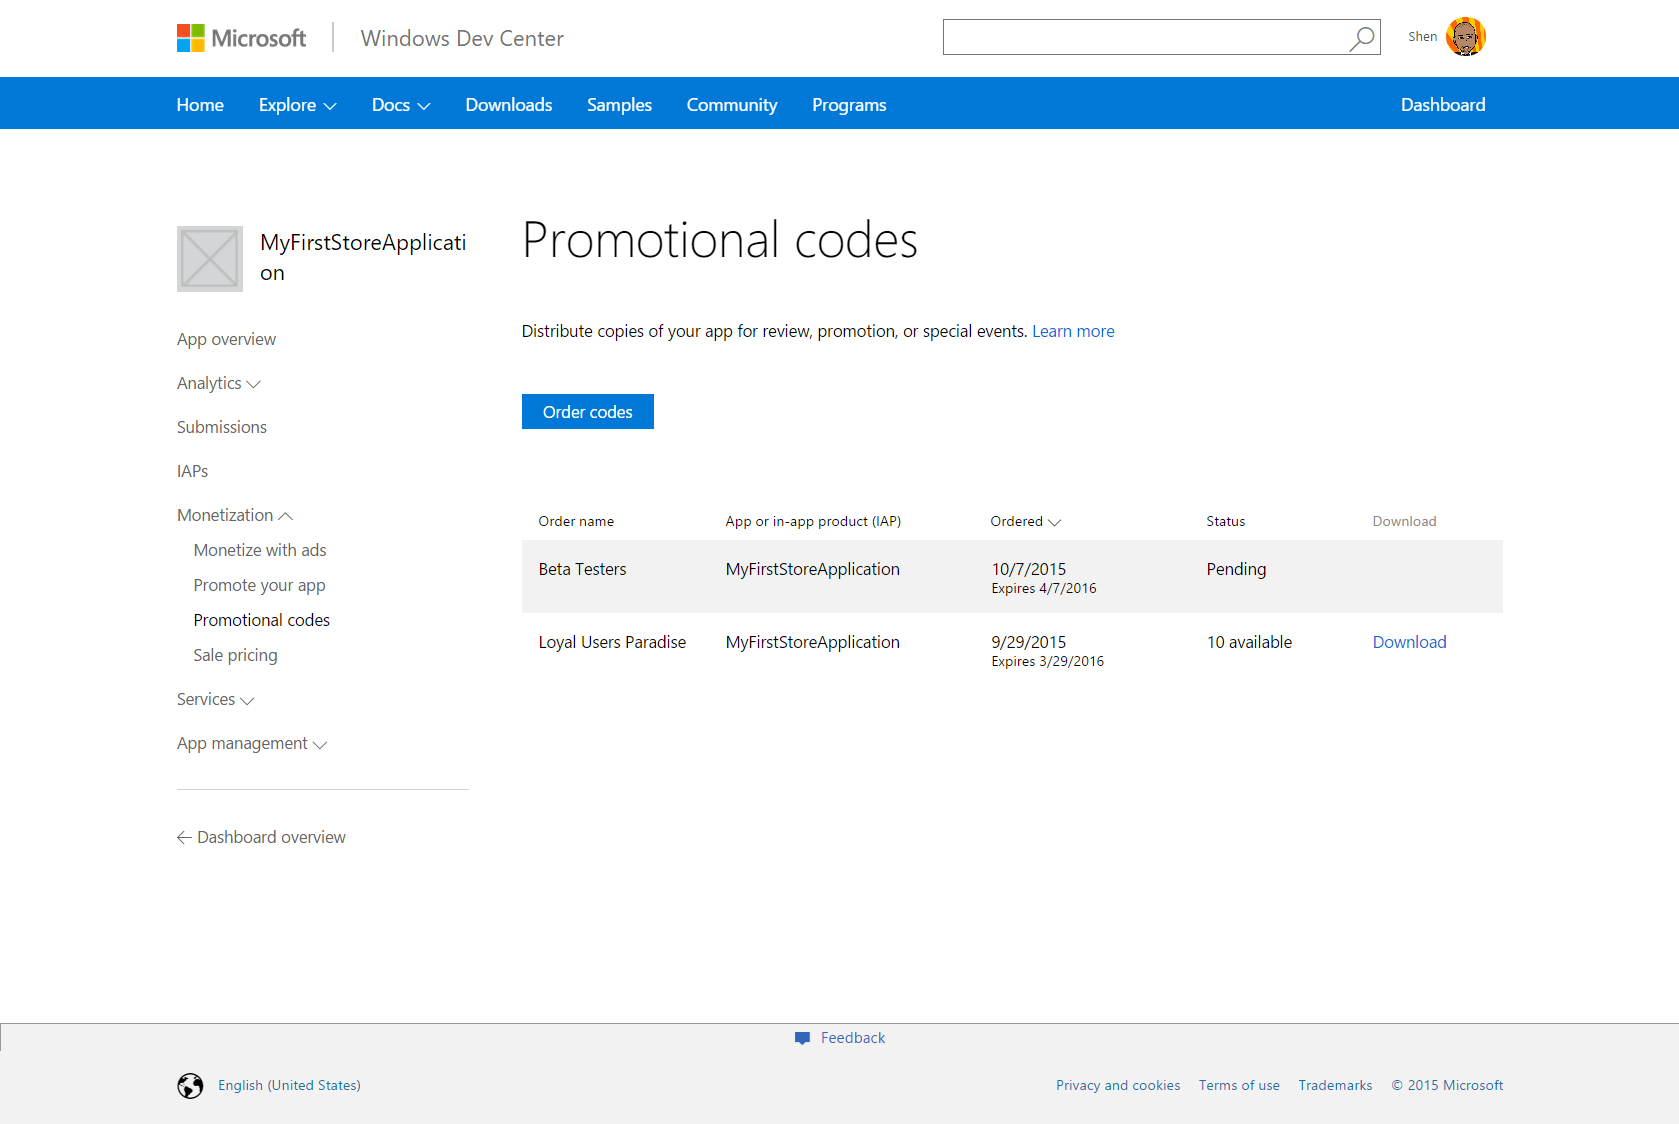 Microsoft
Windows Dev Center
Shen
Home
Explore
Docs
Downloads
Samples
Community
Programs
Dashboard
MyFirstStoreApplicati
on
App overview
Analytics
Submissions
IAPs
Monetization
Monetize with ads
Promote your app
Promotional codes
Sale pricing
Services
App management
Dashboard overview
Promotional codes
Distribute copies of your app for review, promotion, or special events. Learn more
Order codes
Order name App or in-app product (IAP) Ordered Status Download
Beta Testers MyFirstStoreApplication 10/7/2015 Pending
Expires 4/7/2016
Loyal Users Paradise MyFirstStoreApplication 9/29/2015 10 available Download
Expires 3/29/2016
Feedback
English (United States)
Privacy and cookies Terms of use Trademarks © 2015 Microsoft